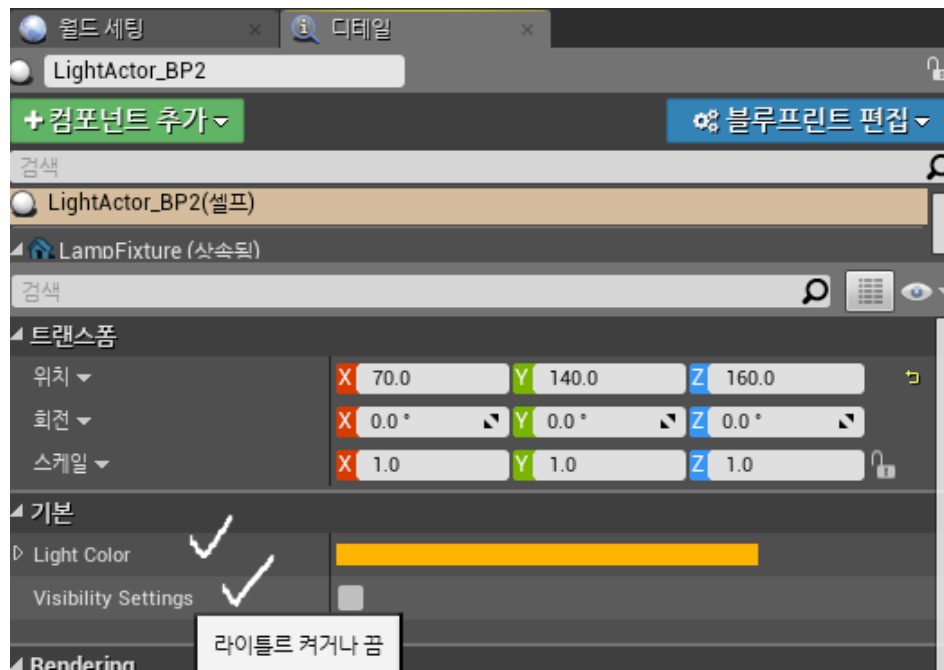 월드 세팅 디테일
LightActor_BP2
+컴포넌트 추가 블루프린트 편집
검색
LightActor_BP2(셀프)
LampFixture (상속됨)
검색
트랜스폼
위치 X 70.0 Y 140.0 Z 160.0
회전 X 0.0° Y 0.0° Z 0.0°
스케일 X 1.0 Y 1.0 Z 1.0
기본
Light Color
Visibility Settings
라이틀르 켜거나 끔
Rendering